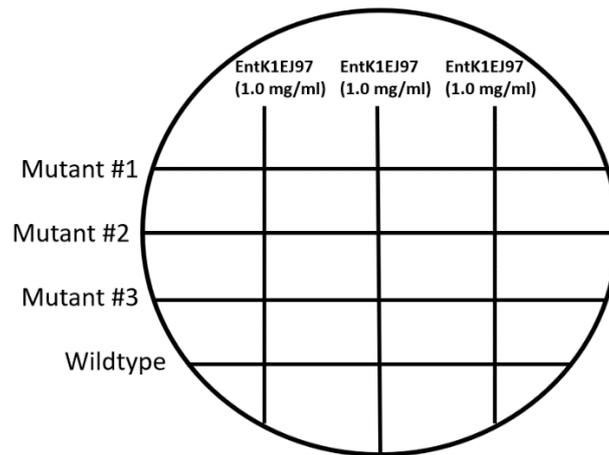 EntK1EJ97 EntK1EJ97 EntK1EJ97
(1.0 mg/ml) (1.0 mg/ml) (1.0 mg/ml)
Mutant #1
Mutant #2
Mutant #3
Wildtype